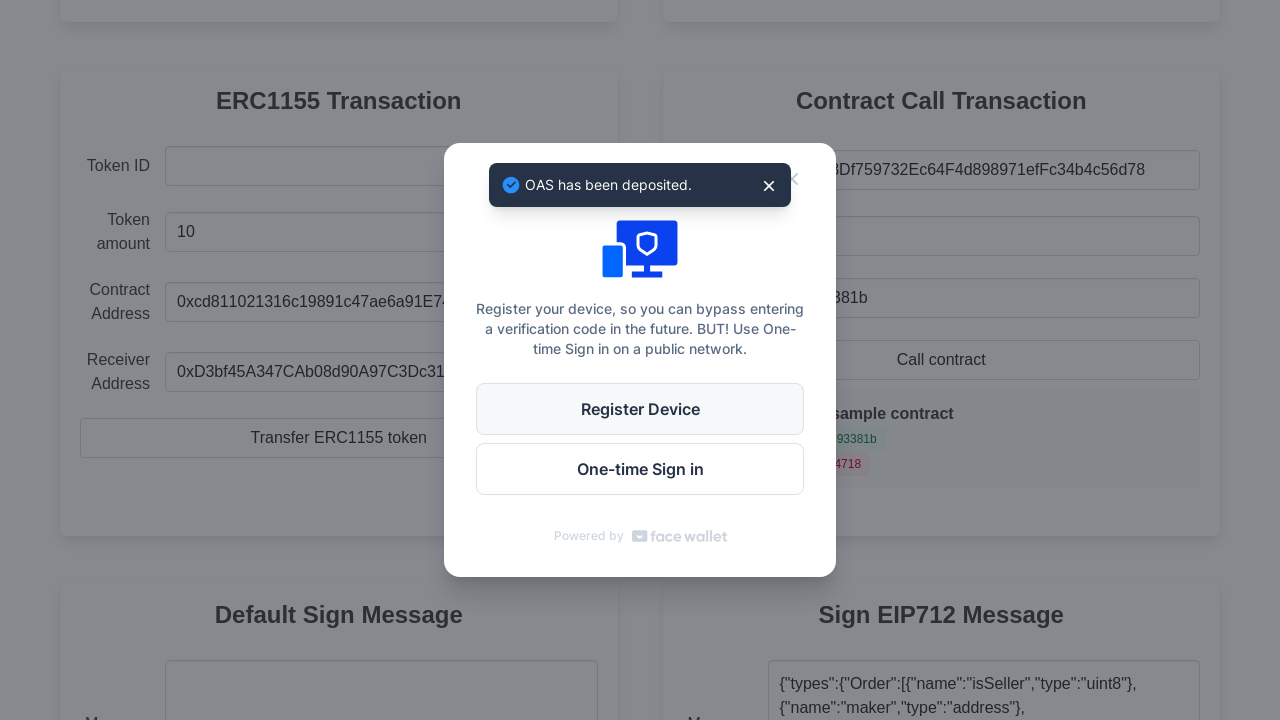 ERC1155 Transaction
Contract Call Transaction
Token ID
Token
amount
10
Contract
Address
0xcd811021316c19891c47ae6a91E74
Receiver
Address
0xD3bf45A347CAb08d90A97C3Dc31
Transfer ERC1155 token
OAS has been deposited.
Register your device, so you can bypass entering
a verification code in the future. BUT! Use One-
time Sign in on a public network.
Register Device
One-time Sign in
Powered by face wallet
Df759732Ec64F4d898971efFc34b4c56d78
381b
Call contract
sample contract
93381b
4718
Default Sign Message
Sign EIP712 Message
{"types":{"Order":[{"name":"isSeller","type":"uint8"},
{"name":"maker","type":"address"},